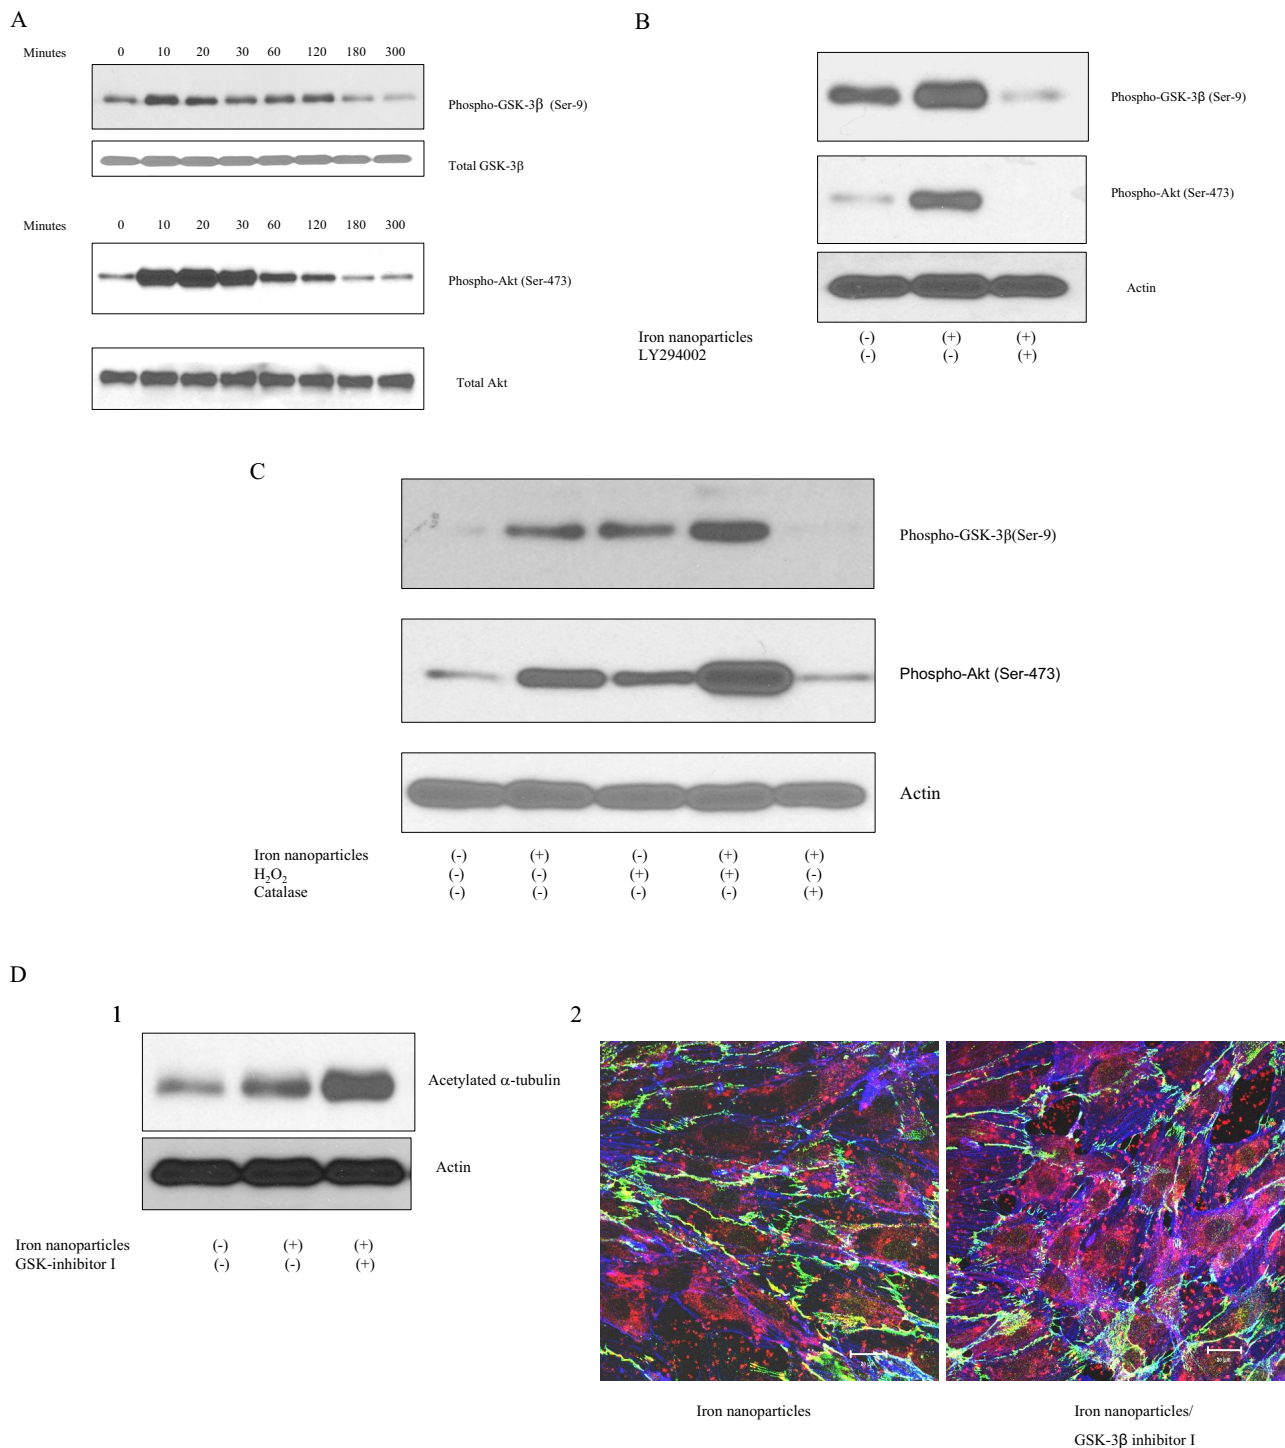 A
Minutes 0 10 20 30 60 120 180 300
Phospho-GSK-3β (Ser-9)
Total GSK-3β
Minutes 0 10 20 30 60 120 180 300
Phospho-Akt (Ser-473)
Total Akt
B
Phospho-GSK-3β (Ser-9)
Phospho-Akt (Ser-473)
Actin
Iron nanoparticles (-) (+) (+)
LY294002 (-) (-) (+)
C
Phospho-GSK-3β(Ser-9)
Phospho-Akt (Ser-473)
Actin
Iron nanoparticles (-) (+) (-) (+) (+)
H₂O₂ (-) (-) (+) (+) (-)
Catalase (-) (-) (-) (-) (+)
D
1
Acetylated α-tubulin
Actin
Iron nanoparticles (-) (+) (+)
GSK-inhibitor I (-) (-) (+)
2
20 µm
Iron nanoparticles
Iron nanoparticles/
GSK-3β inhibitor I